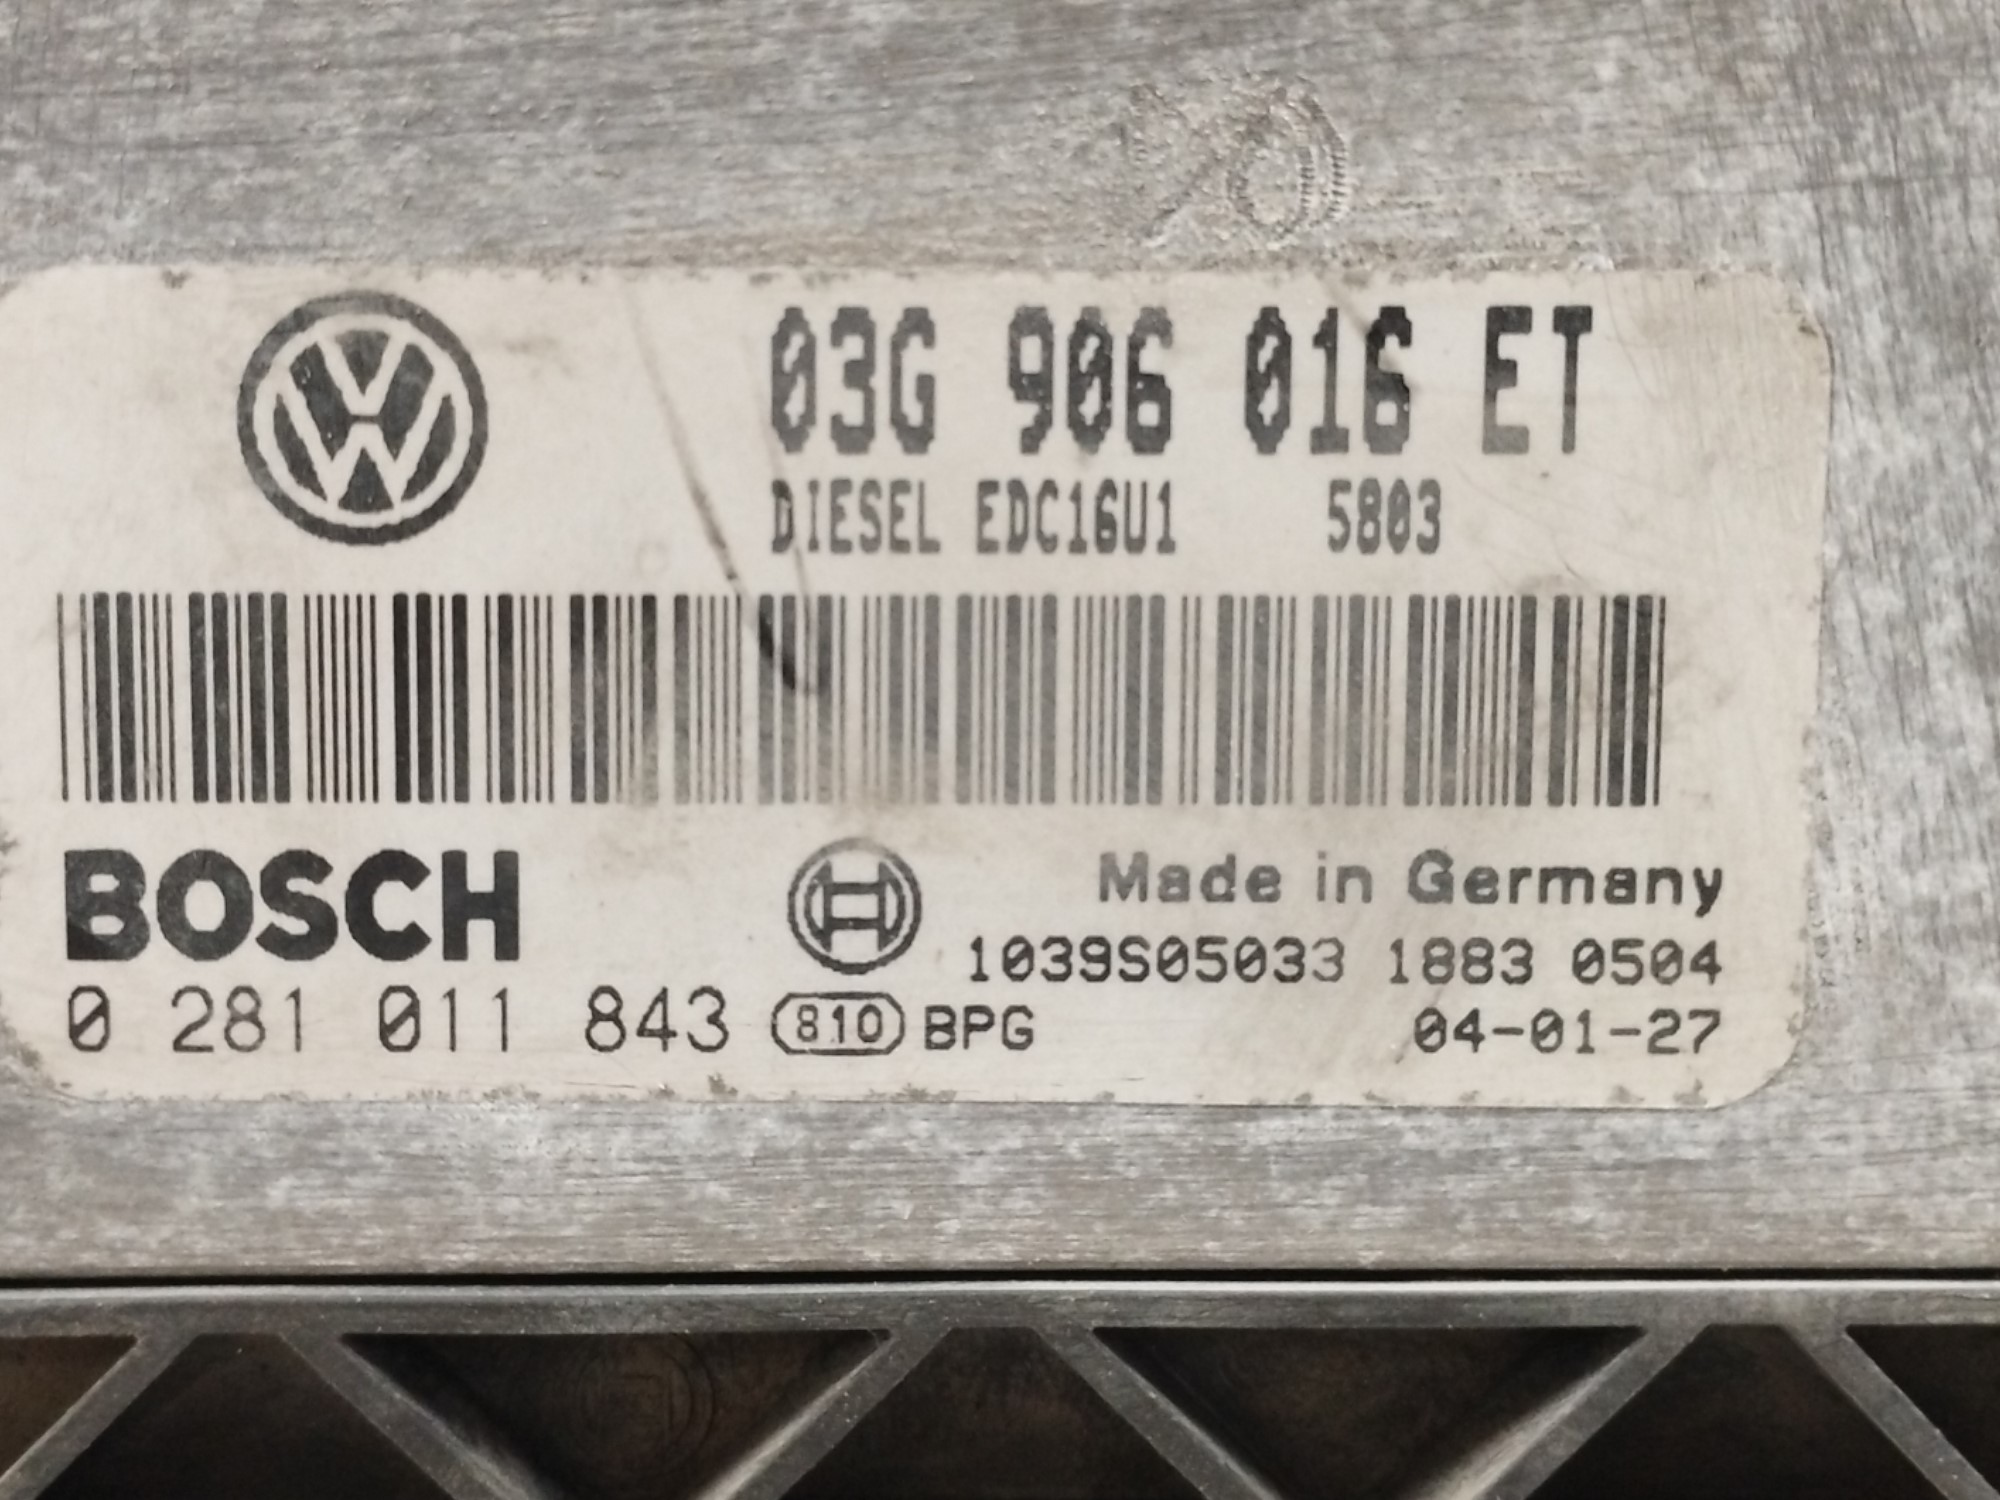 03G 906 016 ET
DIESEL EDC16U1 5803
BOSCH
Made in Germany
1039S05033 1883 0504
0 281 011 843 810 BPG 04-01-27